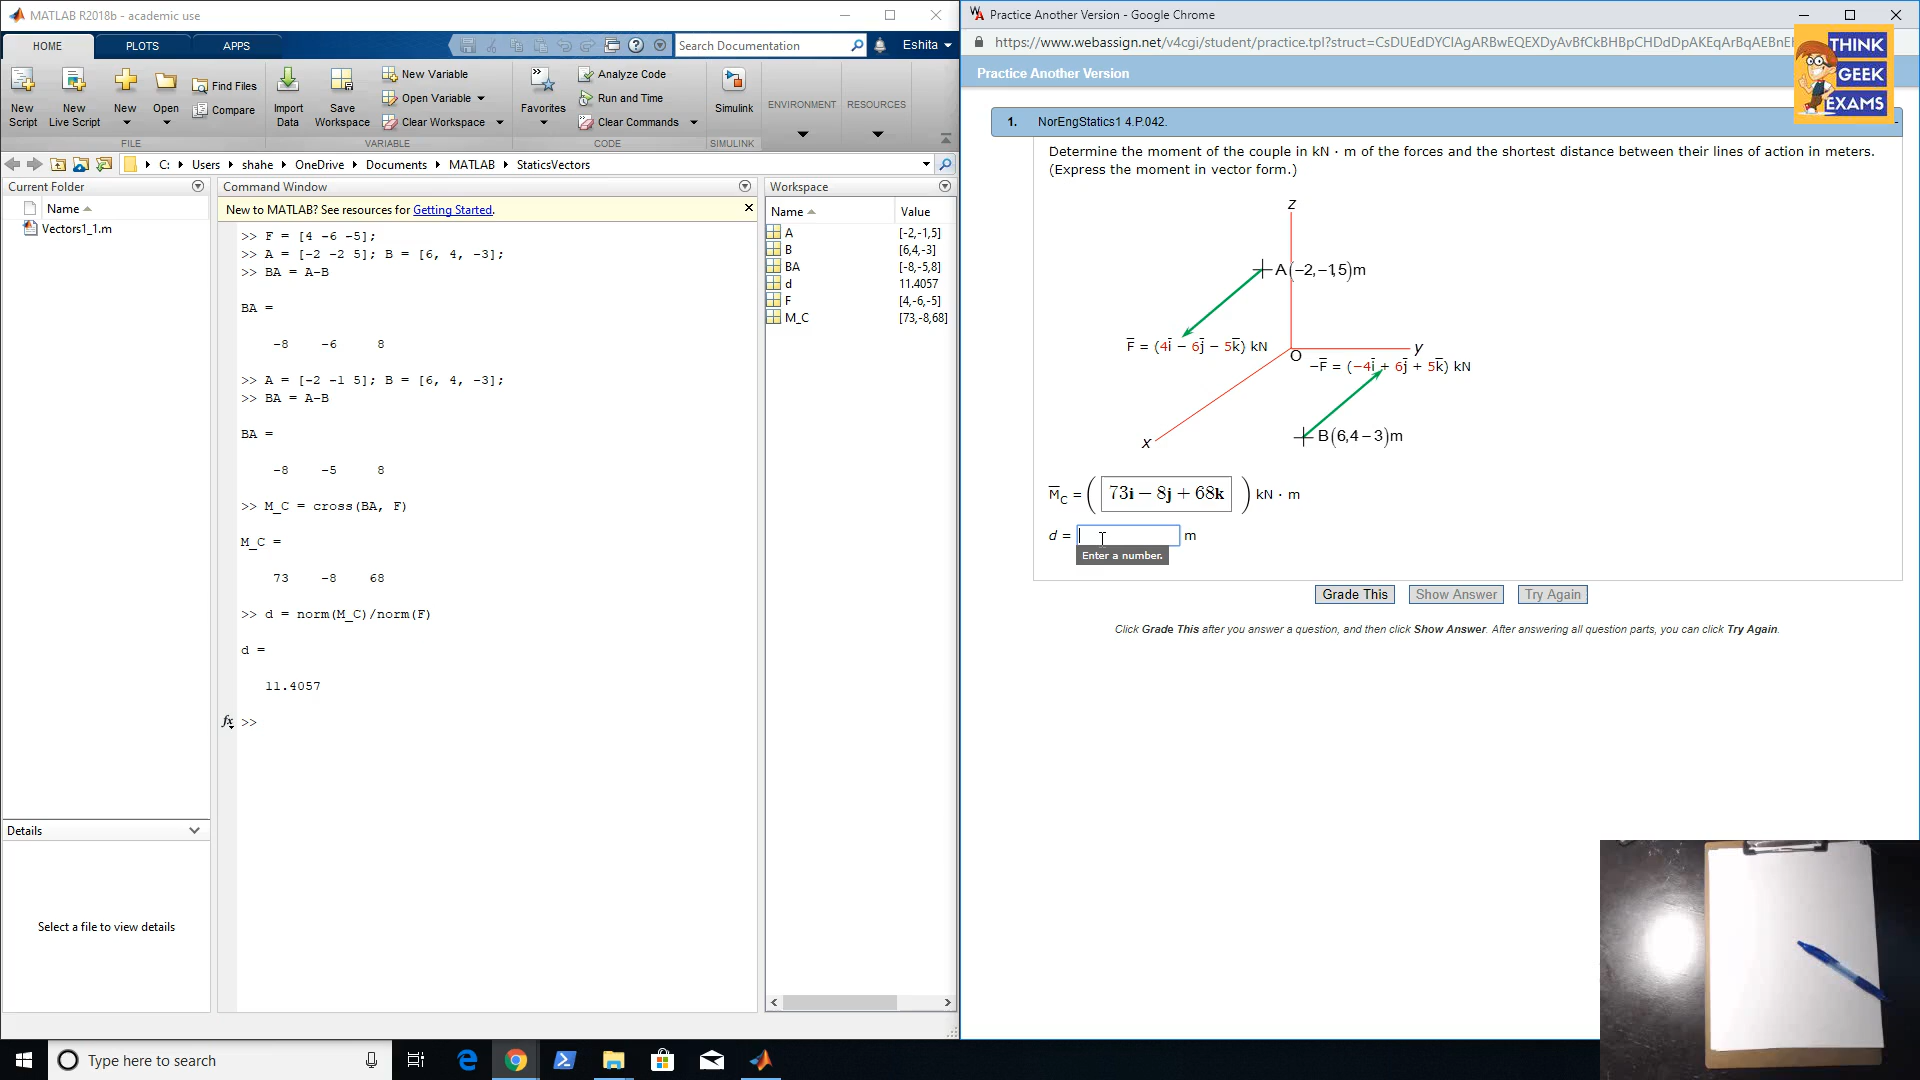 MATLAB R2018b - academic use
HOME PLOTS APPS
Search Documentation
Eshita
New Script
New Live Script
New
Open
Find Files
Compare
Import Data
Save Workspace
New Variable
Open Variable
Clear Workspace
Favorites
Analyze Code
Run and Time
Clear Commands
Simulink
ENVIRONMENT
RESOURCES
FILE VARIABLE CODE SIMULINK
C: Users shahe OneDrive Documents MATLAB StaticsVectors
Current Folder
Name
Vectors1_1.m
Details
Select a file to view details
Command Window
New to MATLAB? See resources for Getting Started.
>> F = [4 -6 -5];
>> A = [-2 -2 5]; B = [6, 4, -3];
>> BA = A-B
BA =
-8 -6 8
>> A = [-2 -1 5]; B = [6, 4, -3];
>> BA = A-B
BA =
-8 -5 8
>> M_C = cross(BA, F)
M_C =
73 -8 68
>> d = norm(M_C)/norm(F)
d =
11.4057
fx >>
Workspace
Name Value
A [-2,-1,5]
B [6,4,-3]
BA [-8,-5,8]
d 11.4057
F [4,-6,-5]
M_C [73,-8,68]
Type here to search
Practice Another Version - Google Chrome
https://www.webassign.net/v4cgi/student/practice.tpl?struct=CsDUEdDYClAgARBwEQEXDyAvBfCkBHBpCHDdDpAKEqArBqAEBnE
THINK
GEEK
EXAMS
Practice Another Version
1. NorEngStatics1 4.P.042.
Determine the moment of the couple in kN · m of the forces and the shortest distance between their lines of action in meters.
(Express the moment in vector form.)
z
A(−2,−1,5)m
F̅ = (4i̅ − 6j̅ − 5k̅) kN
O
y
−F̅ = (−4i̅ + 6j̅ + 5k̅) kN
x
B(6,4−3)m
M̅C = ( 73i − 8j + 68k ) kN · m
d = m
Enter a number.
Grade This Show Answer Try Again
Click Grade This after you answer a question, and then click Show Answer. After answering all question parts, you can click Try Again.